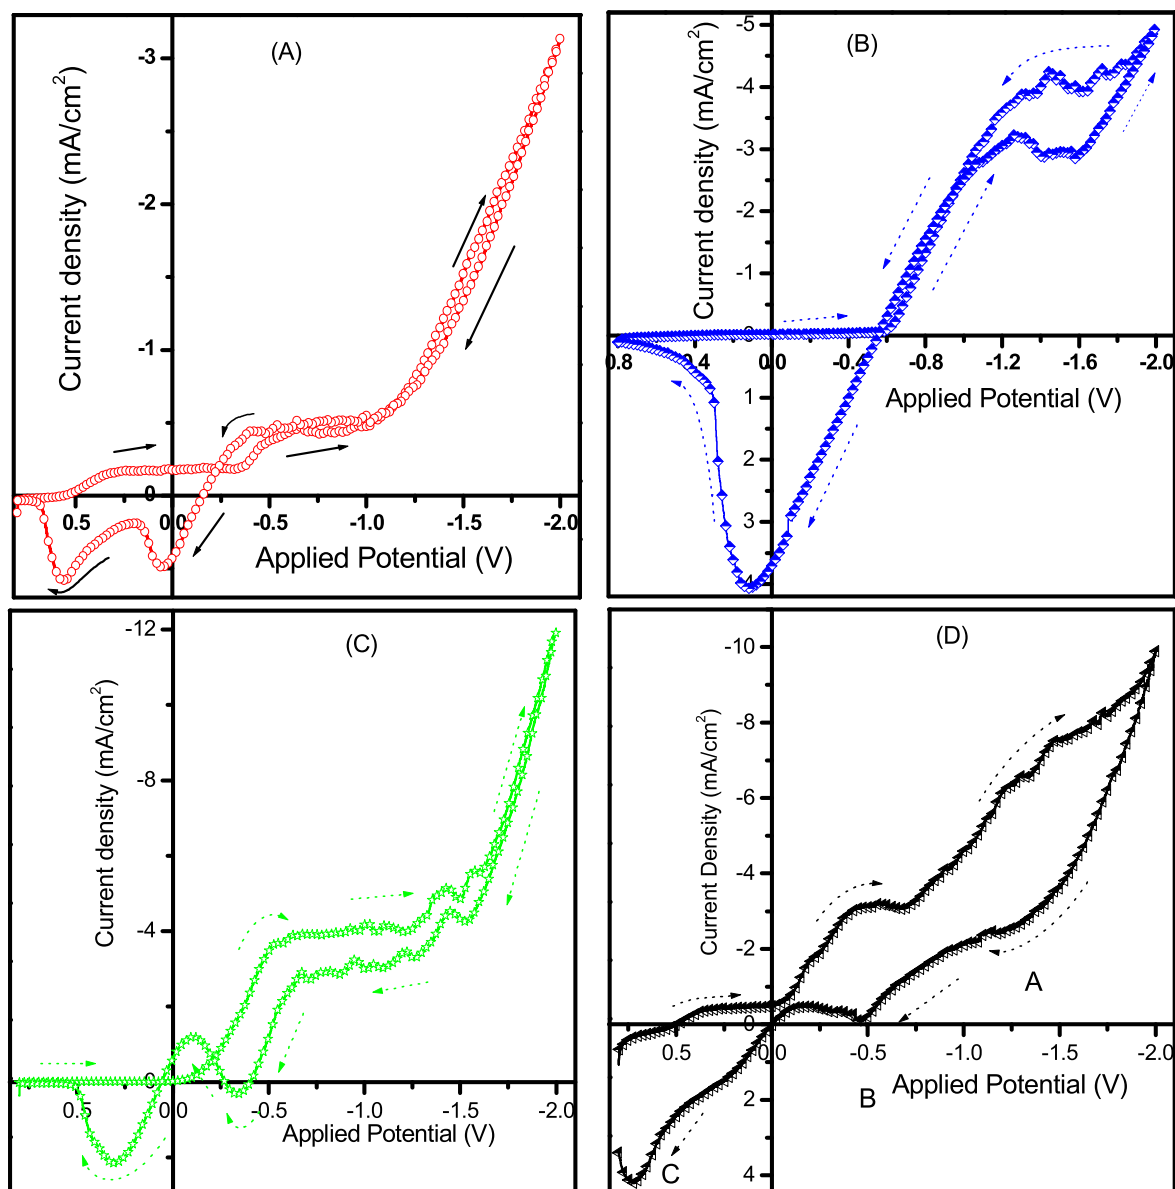 (A)
Current density (mA/cm²)
-3
-2
-1
0
0.5 0.0 -0.5 -1.0 -1.5 -2.0
Applied Potential (V)
(B)
Current density (mA/cm²)
-5
-4
-3
-2
-1
0.8 0.4 0.0 -0.4 -0.8 -1.2 -1.6 -2.0
Applied Potential (V)
1
2
3
4
(C)
Current density (mA/cm²)
-12
-8
-4
0
0.5 0.0 -0.5 -1.0 -1.5 -2.0
Applied Potential (V)
(D)
Current Density (mA/cm²)
-10
-8
-6
-4
-2
A
0
0.5 0.0 -0.5 -1.0 -1.5 -2.0
B Applied Potential (V)
2
C
4